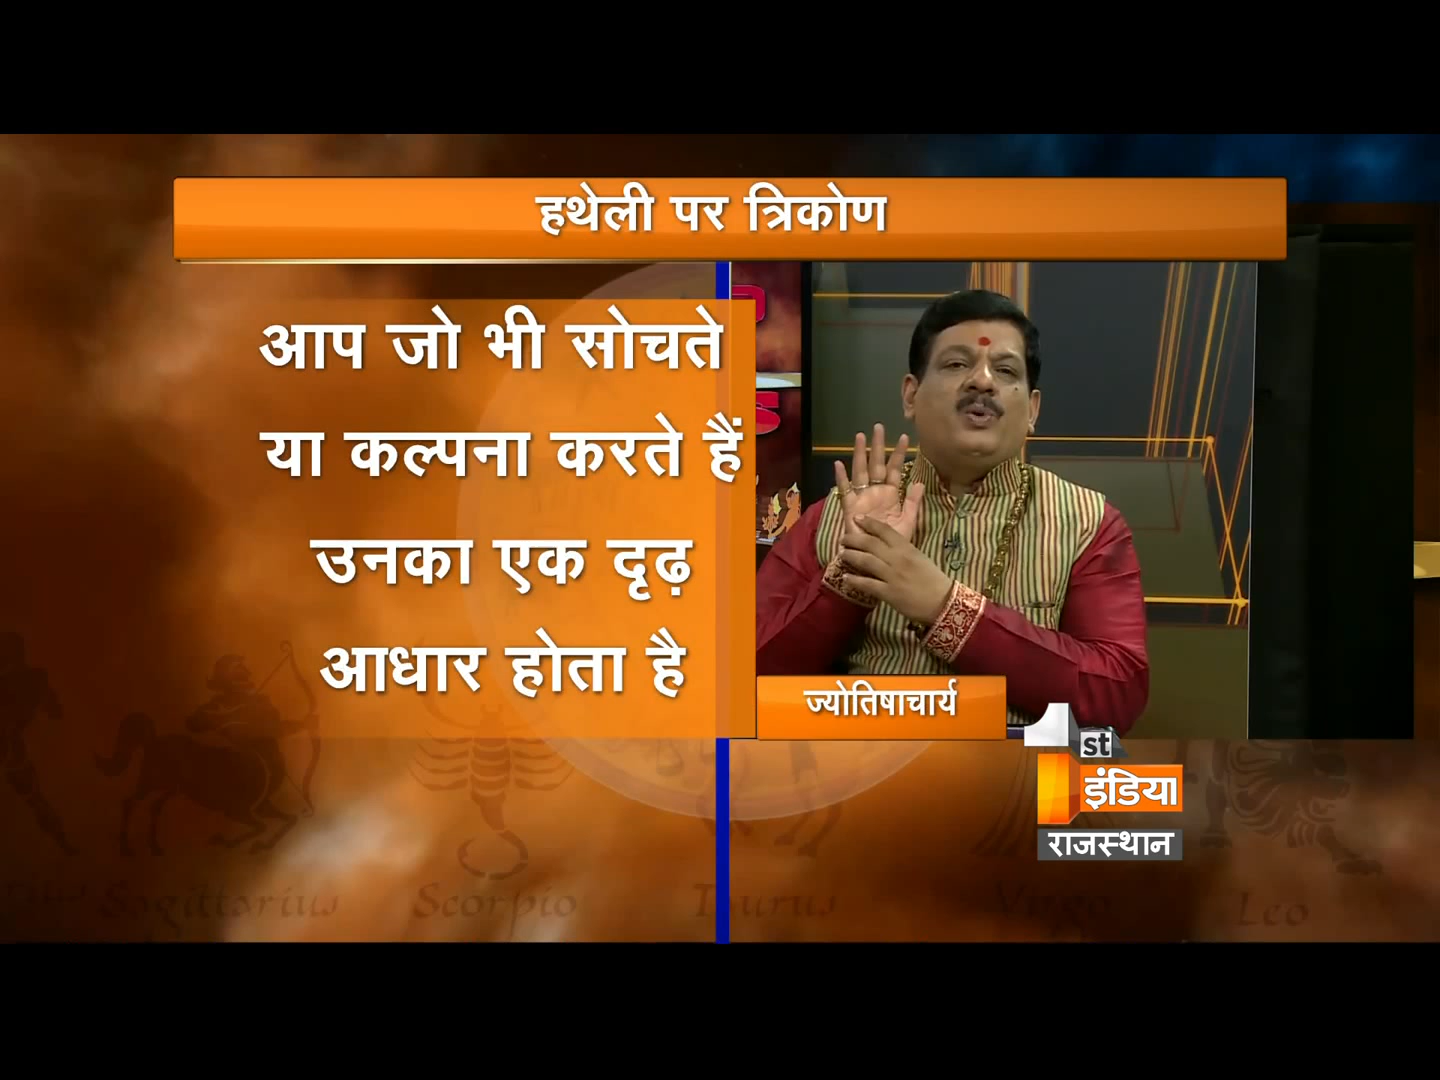 हथेली पर त्रिकोण
आप जो भी सोचते
या कल्पना करते हैं
उनका एक दृढ़
आधार होता है
ज्योतिषाचार्य
1st
इंडिया
राजस्थान
Sagittarius
Scorpio
Taurus
Virgo
Leo